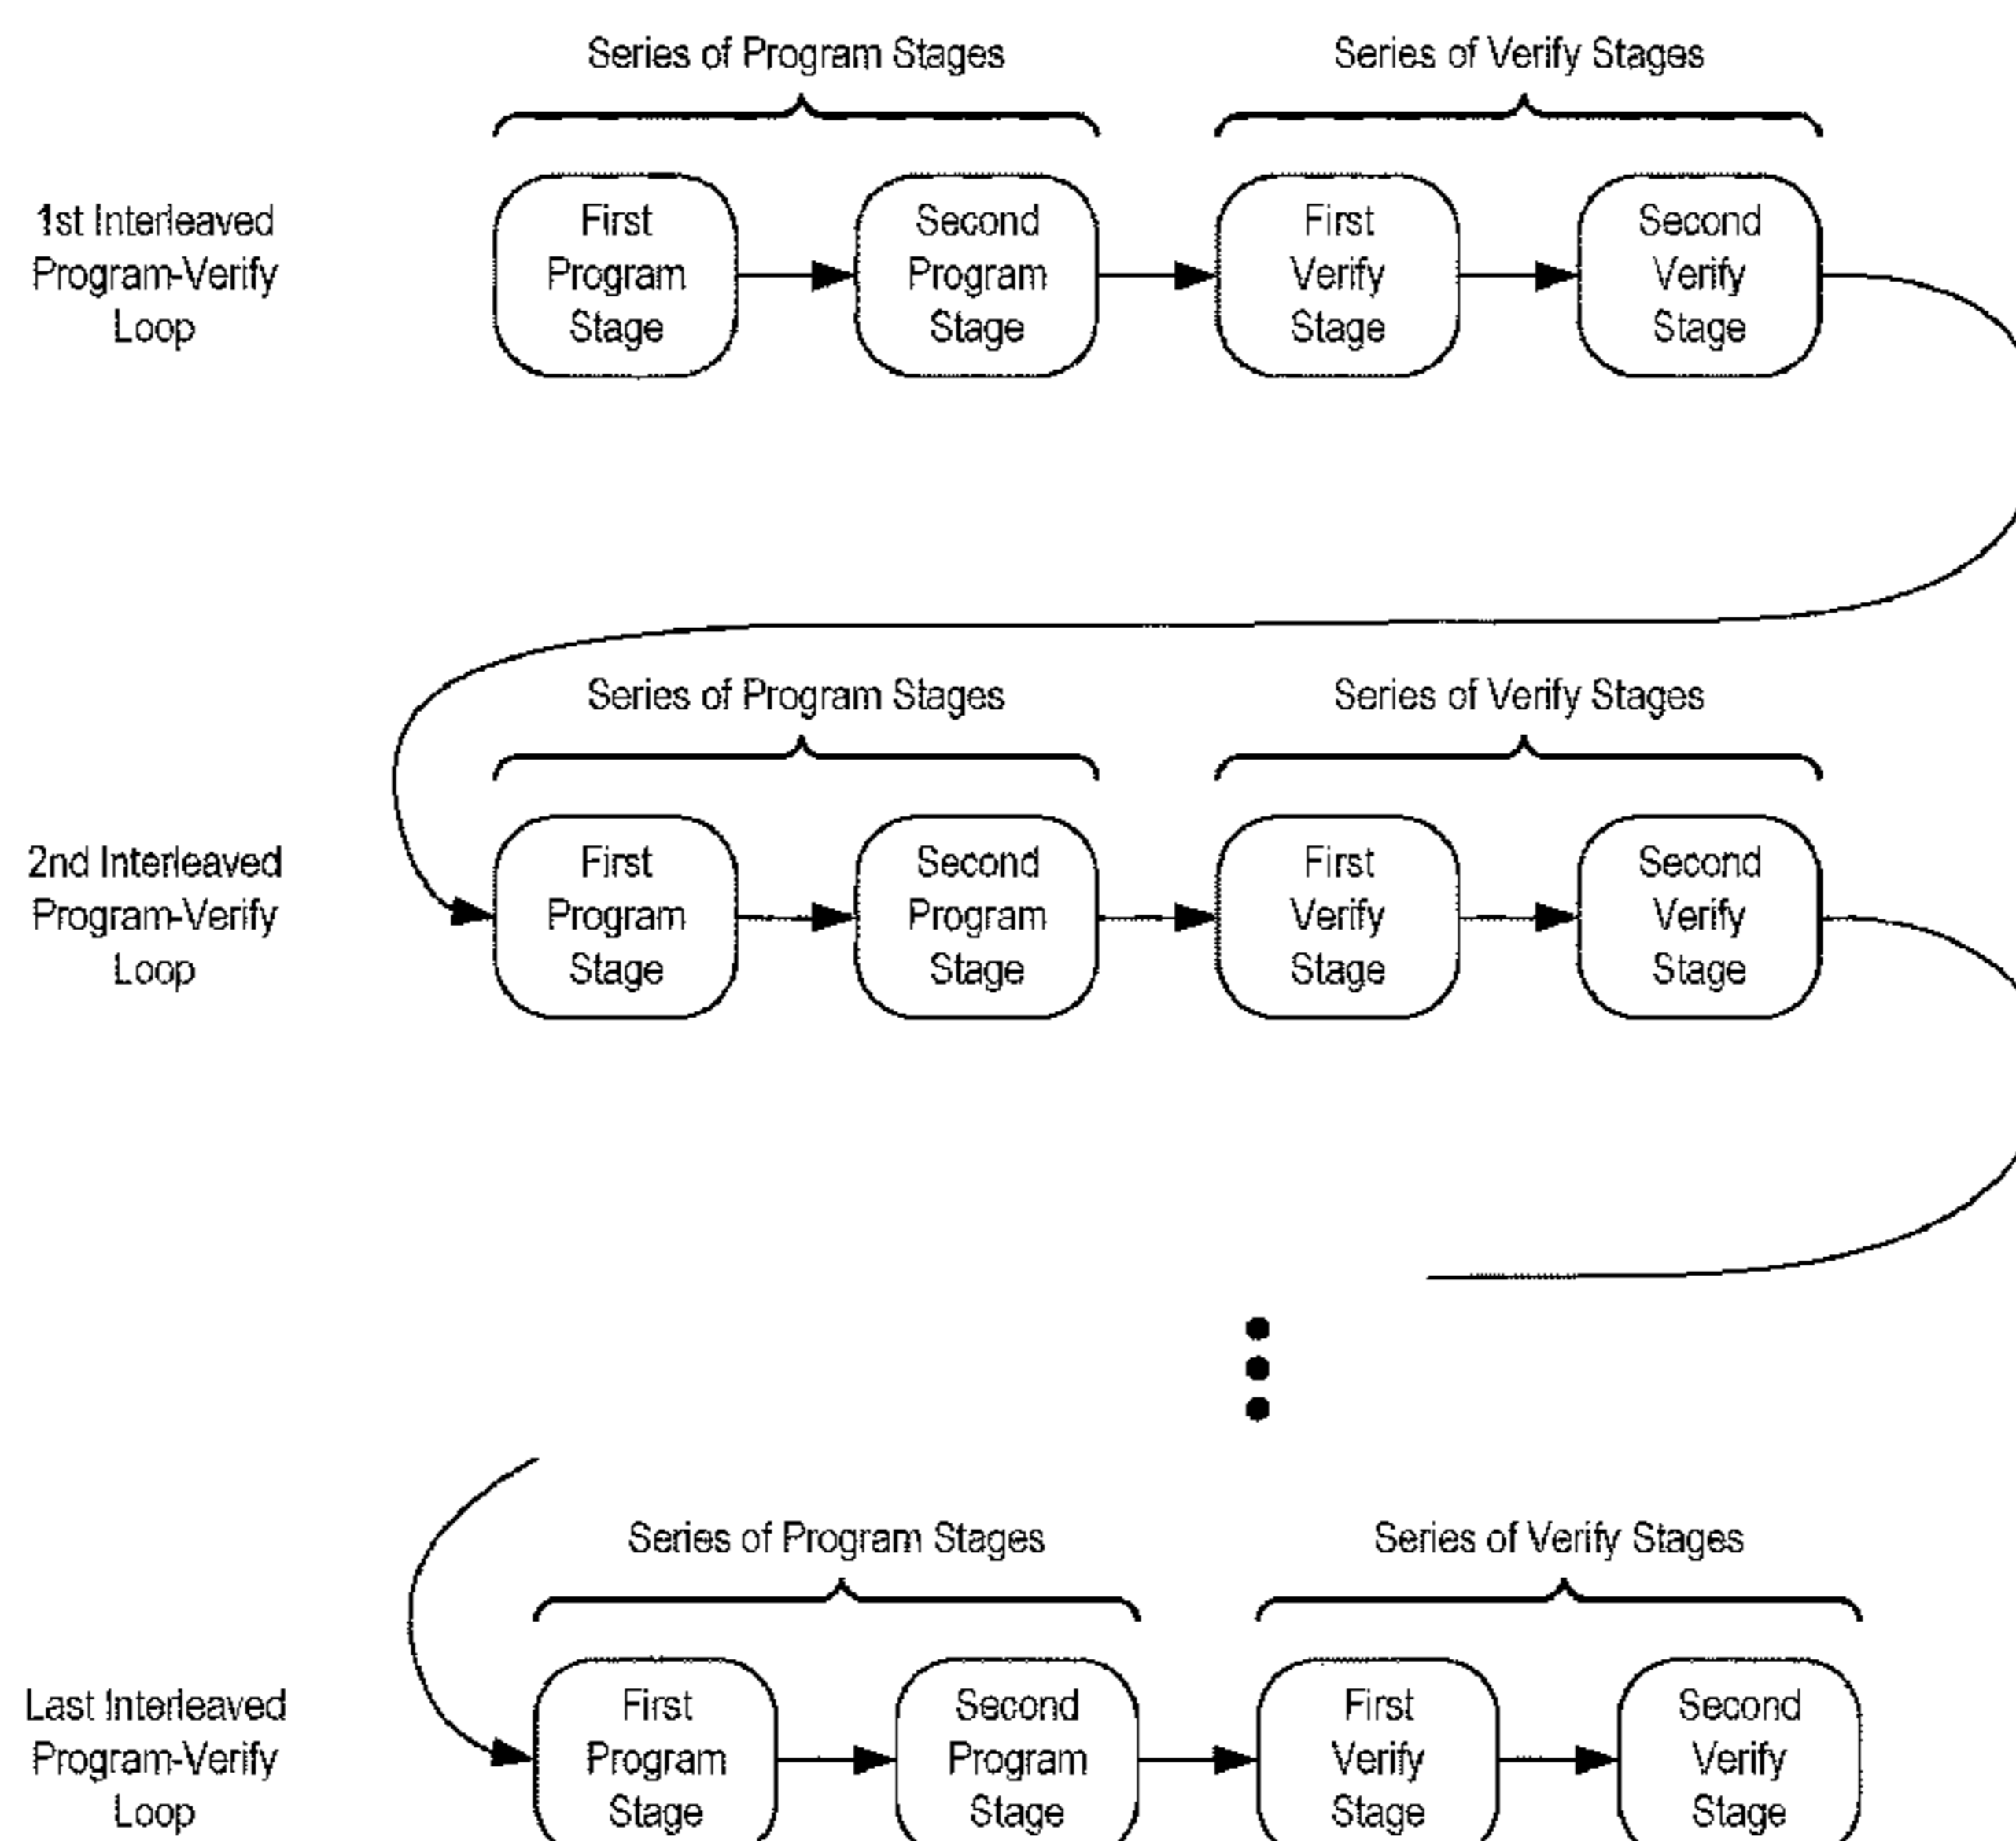 Series of Program Stages
Series of Verify Stages
1st Interleaved
Program-Verify
Loop
First
Program
Stage
Second
Program
Stage
First
Verify
Stage
Second
Verify
Stage
Series of Program Stages
Series of Verify Stages
2nd Interleaved
Program-Verify
Loop
First
Program
Stage
Second
Program
Stage
First
Verify
Stage
Second
Verify
Stage
Series of Program Stages
Series of Verify Stages
Last Interleaved
Program-Verify
Loop
First
Program
Stage
Second
Program
Stage
First
Verify
Stage
Second
Verify
Stage